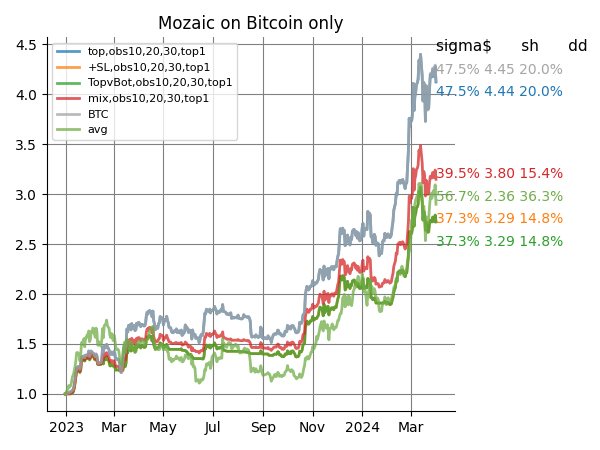 Mozaic on Bitcoin only
sigma$ sh dd
top,obs10,20,30,top1
+SL,obs10,20,30,top1
TopvBot,obs10,20,30,top1
mix,obs10,20,30,top1
BTC
avg
47.5% 4.45 20.0%
47.5% 4.44 20.0%
39.5% 3.80 15.4%
56.7% 2.96 36.3%
37.3% 3.29 14.8%
37.3% 3.29 14.8%
4.5
4.0
3.5
3.0
2.5
2.0
1.5
1.0
2023 Mar May Jul Sep Nov 2024 Mar